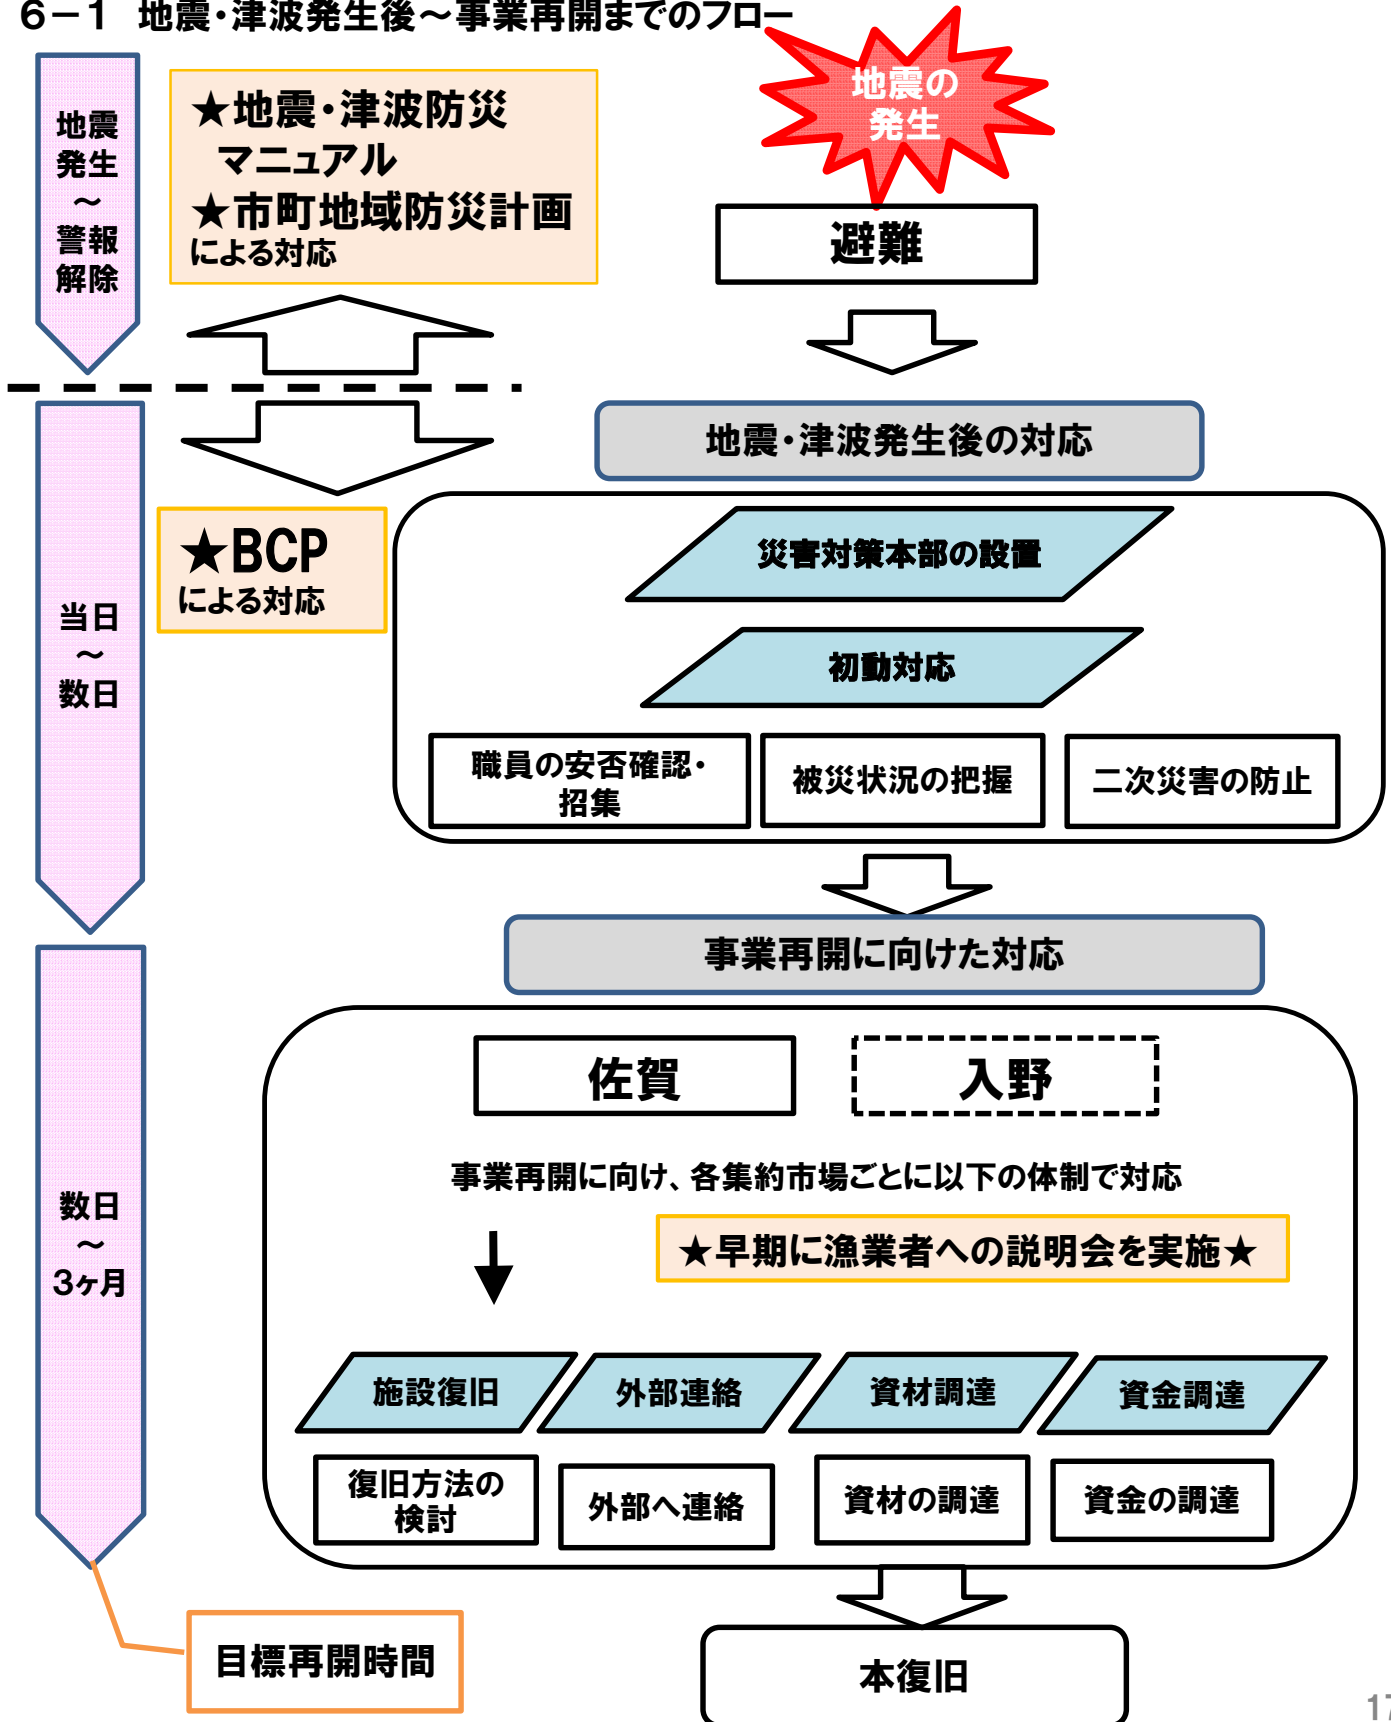 6－1 地震・津波発生後～事業再開までのフロー
地震
発生
～
警報
解除
★地震・津波防災
マニュアル
★市町地域防災計画
による対応
地震の
発生
避難
地震・津波発生後の対応
★BCP
による対応
当日
～
数日
災害対策本部の設置
初動対応
職員の安否確認・
招集
被災状況の把握
二次災害の防止
事業再開に向けた対応
佐賀
入野
事業再開に向け、各集約市場ごとに以下の体制で対応
★早期に漁業者への説明会を実施★
数日
～
3ヶ月
施設復旧
外部連絡
資材調達
資金調達
復旧方法の
検討
外部へ連絡
資材の調達
資金の調達
目標再開時間
本復旧
17